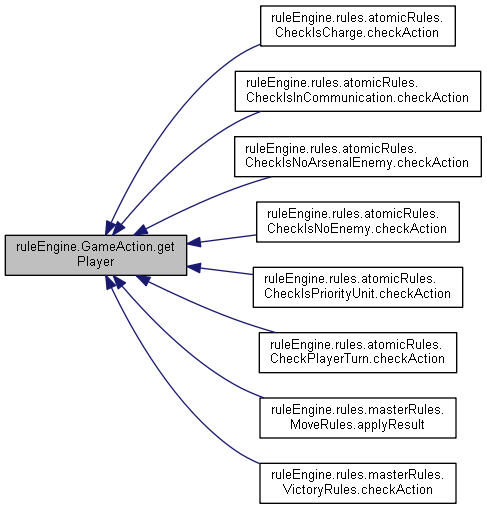 ruleEngine.rules.atomicRules.
CheckIsCharge.checkAction
ruleEngine.rules.atomicRules.
CheckIsInCommunication.checkAction
ruleEngine.rules.atomicRules.
CheckIsNoArsenalEnemy.checkAction
ruleEngine.rules.atomicRules.
CheckIsNoEnemy.checkAction
ruleEngine.GameAction.get
Player
ruleEngine.rules.atomicRules.
CheckIsPriorityUnit.checkAction
ruleEngine.rules.atomicRules.
CheckPlayerTurn.checkAction
ruleEngine.rules.masterRules.
MoveRules.applyResult
ruleEngine.rules.masterRules.
VictoryRules.checkAction